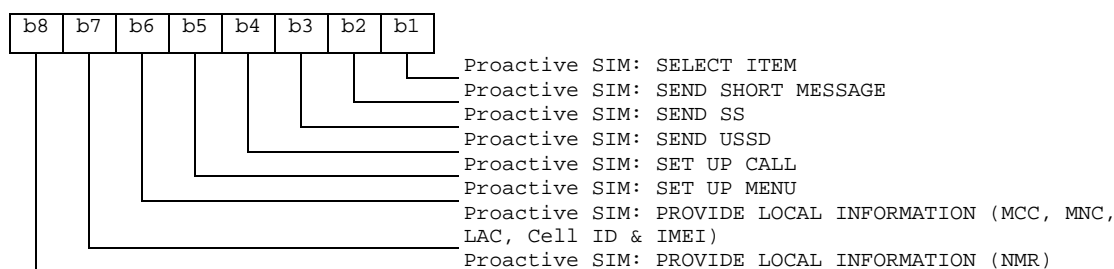 b8 b7 b6 b5 b4 b3 b2 b1
Proactive SIM: SELECT ITEM
Proactive SIM: SEND SHORT MESSAGE
Proactive SIM: SEND SS
Proactive SIM: SEND USSD
Proactive SIM: SET UP CALL
Proactive SIM: SET UP MENU
Proactive SIM: PROVIDE LOCAL INFORMATION (MCC, MNC,
LAC, Cell ID & IMEI)
Proactive SIM: PROVIDE LOCAL INFORMATION (NMR)